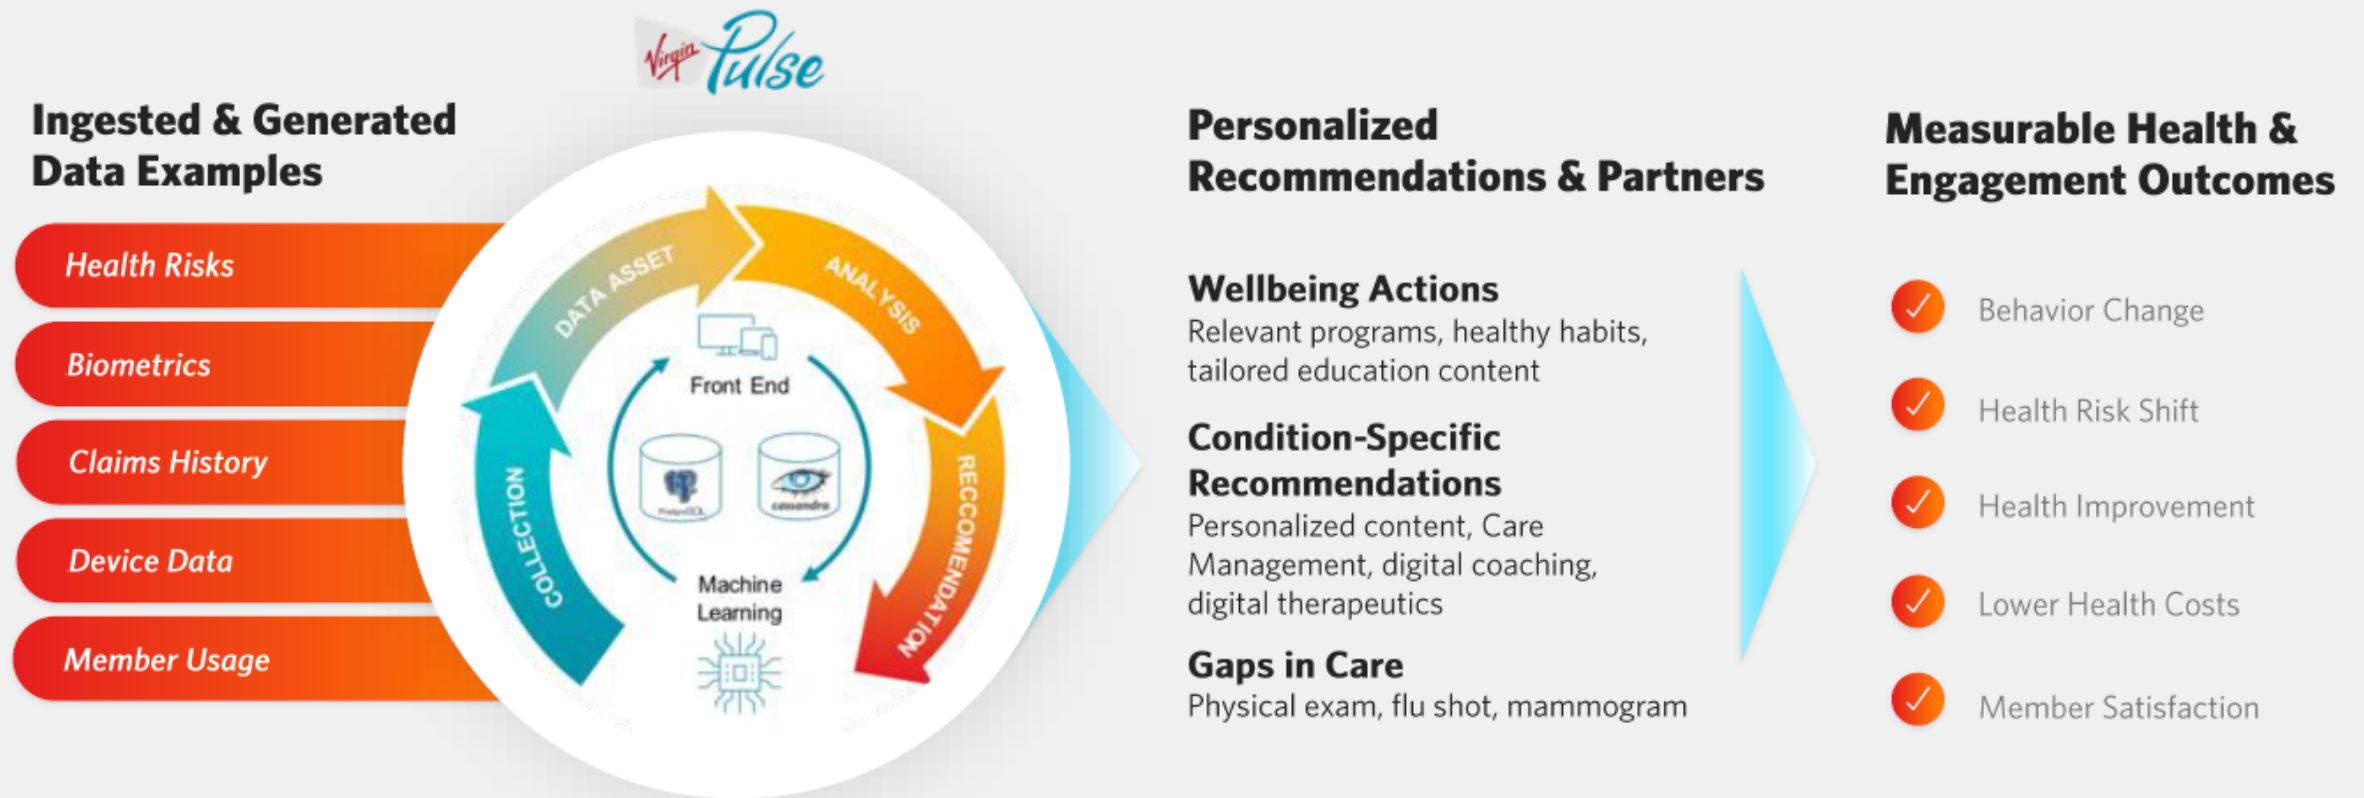 Virgin Pulse
Ingested & Generated
Data Examples
Health Risks
Biometrics
Claims History
Device Data
Member Usage
COLLECTION
DATA ASSET
ANALYSIS
RECCOMENDATION
Front End
PostgreSQL
cassandra
Machine
Learning
Personalized
Recommendations & Partners
Wellbeing Actions
Relevant programs, healthy habits,
tailored education content
Condition-Specific
Recommendations
Personalized content, Care
Management, digital coaching,
digital therapeutics
Gaps in Care
Physical exam, flu shot, mammogram
Measurable Health &
Engagement Outcomes
Behavior Change
Health Risk Shift
Health Improvement
Lower Health Costs
Member Satisfaction